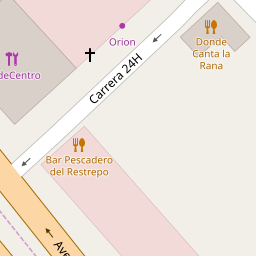 Orion
Donde
Canta la
Rana
deCentro
Carrera 24H
Bar Pescadero
del Restrepo
Ave